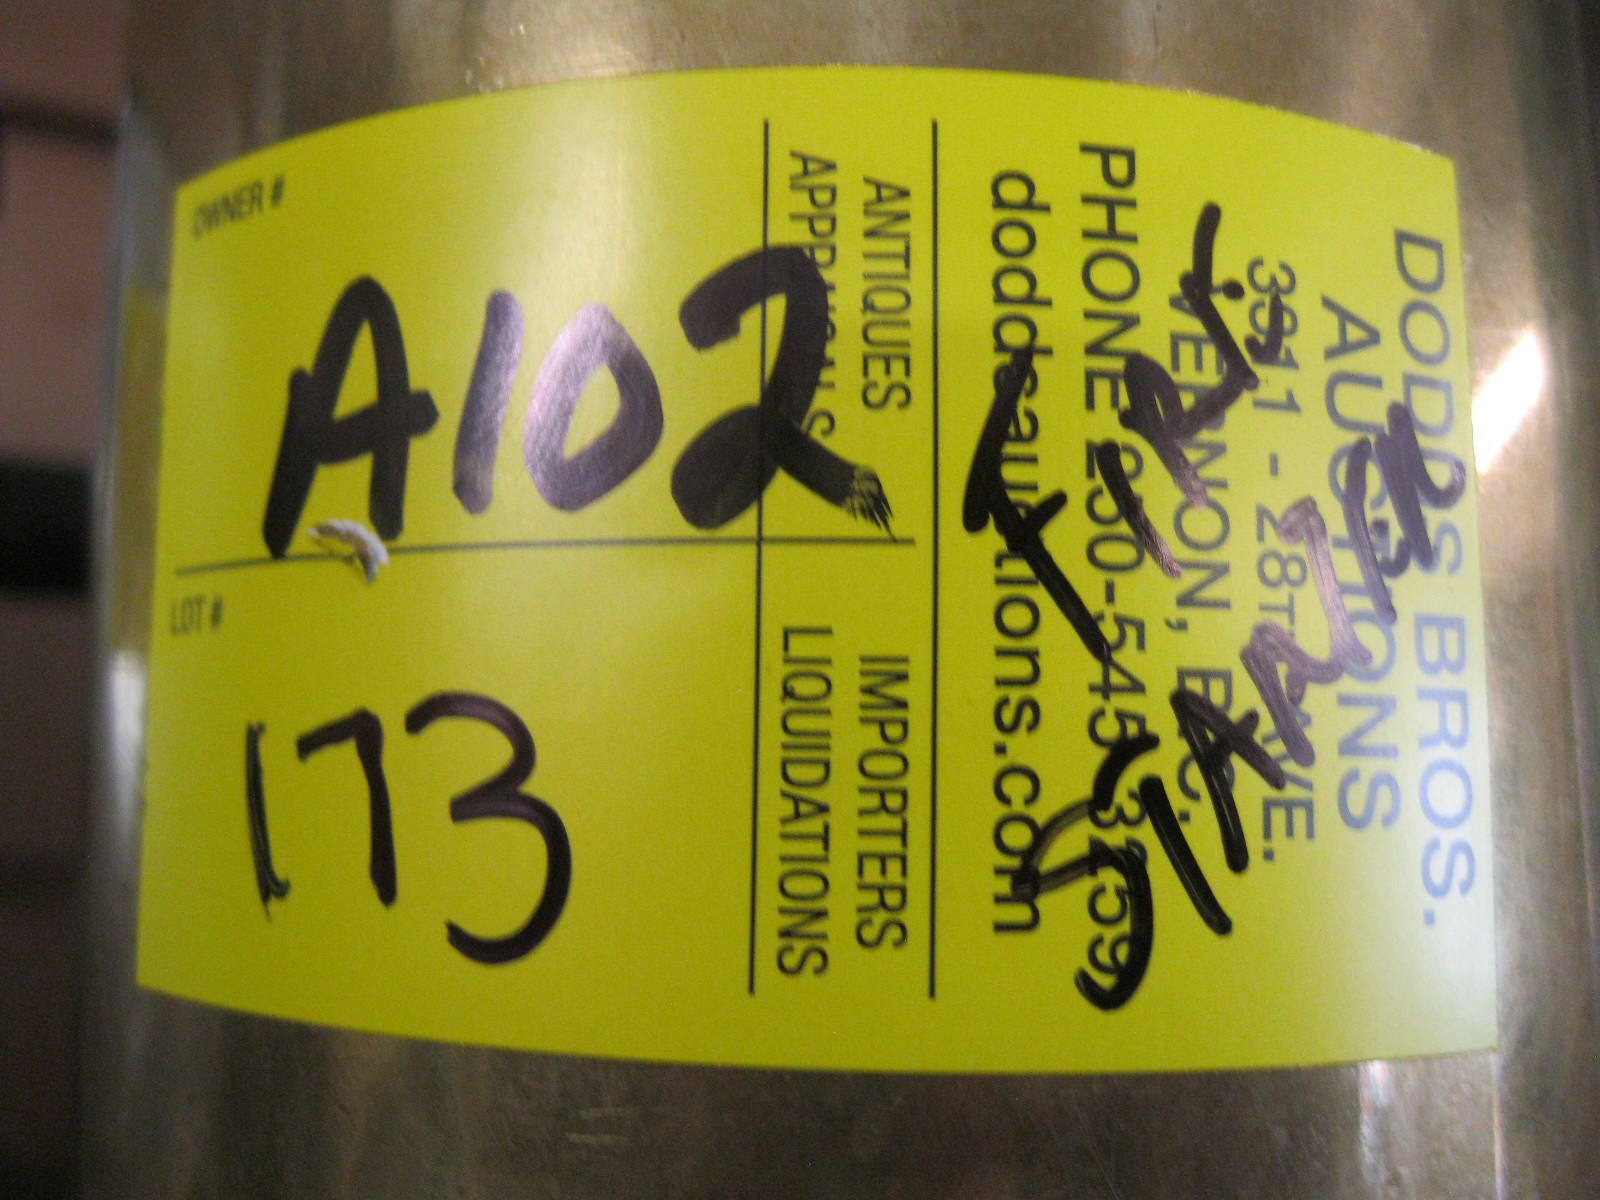 OWNER #
A102
LOT #
173
DODDS BROS.
AUCTIONS
3311 - 28TH AVE.
VERNON, B.C.
PHONE 250-545-3259
doddsauctions.com
ANTIQUES IMPORTERS
APPRAISALS LIQUIDATIONS
FIRE